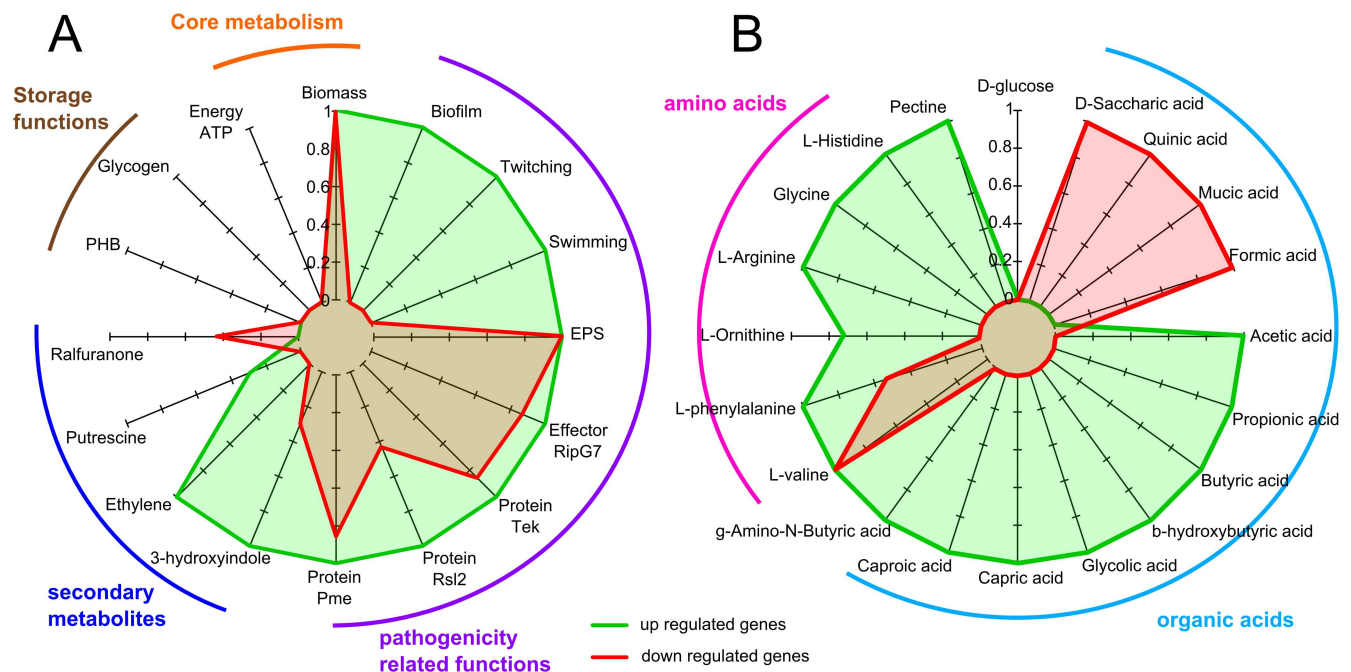 A
Core metabolism
Storage
functions
Energy
ATP
Glycogen
PHB
Ralfuranone
Putrescine
Ethylene
3-hydroxyindole
Protein
Pme
Protein
Rsl2
Protein
Tek
Effector
RipG7
EPS
Swimming
Twitching
Biofilm
Biomass
1
0.8
0.6
0.4
0.2
0
secondary
metabolites
pathogenicity
related functions
B
amino acids
D-glucose
Pectine
L-Histidine
Glycine
L-Arginine
L-Ornithine
L-phenylalanine
L-valine
g-Amino-N-Butyric acid
Caproic acid
Capric acid
Glycolic acid
b-hydroxybutyric acid
Butyric acid
Propionic acid
Acetic acid
Formic acid
Mucic acid
Quinic acid
D-Saccharic acid
1
0.8
0.6
0.4
0.2
0
organic acids
up regulated genes
down regulated genes